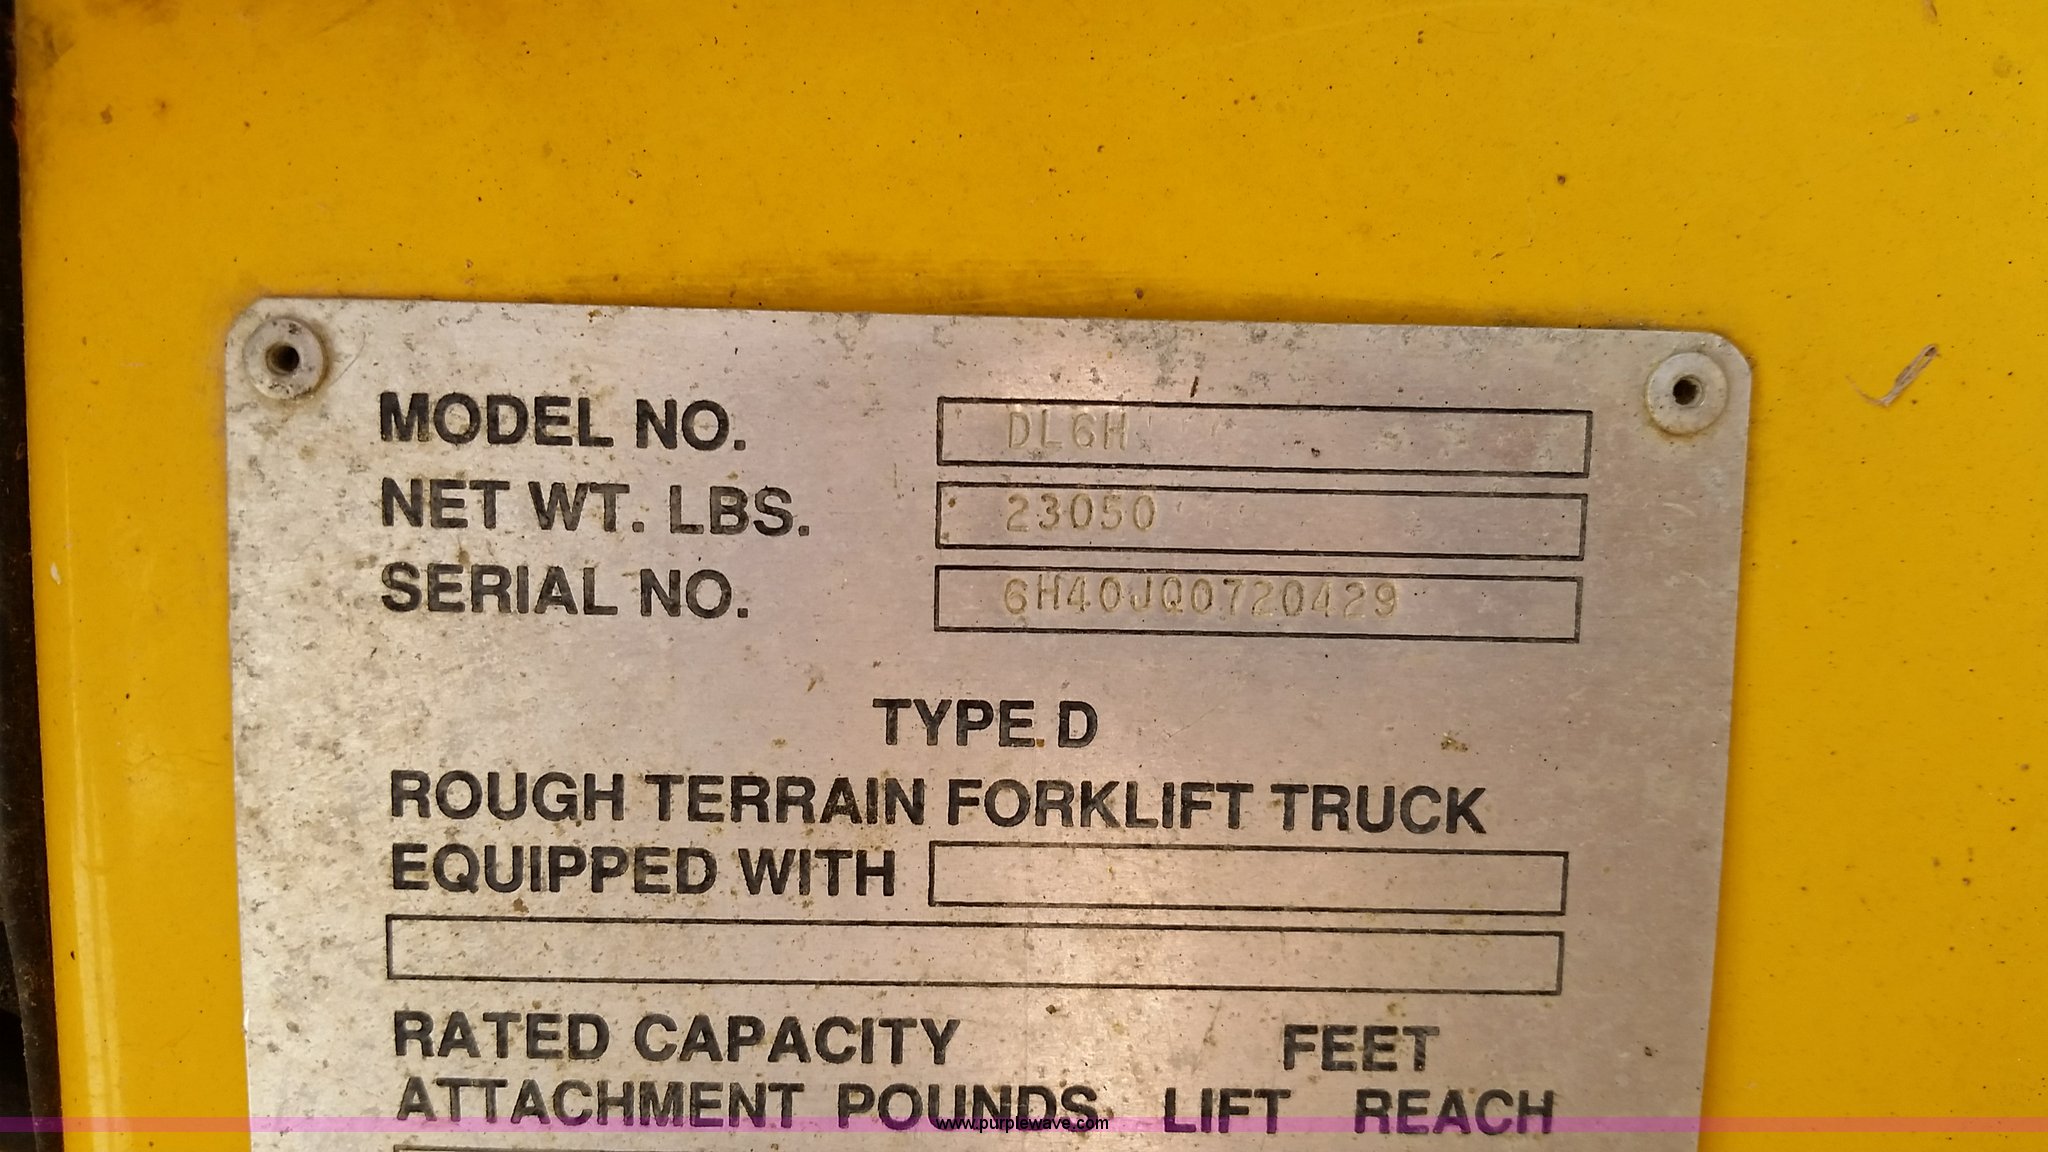 MODEL NO. DL6H
NET WT. LBS. 23050
SERIAL NO. 6H40JQ0720429
TYPE D
ROUGH TERRAIN FORKLIFT TRUCK
EQUIPPED WITH
RATED CAPACITY FEET
ATTACHMENT POUNDS LIFT REACH
www.purplewave.com